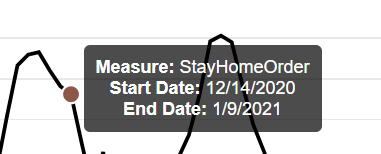 Measure: StayHomeOrder
Start Date: 12/14/2020
End Date: 1/9/2021